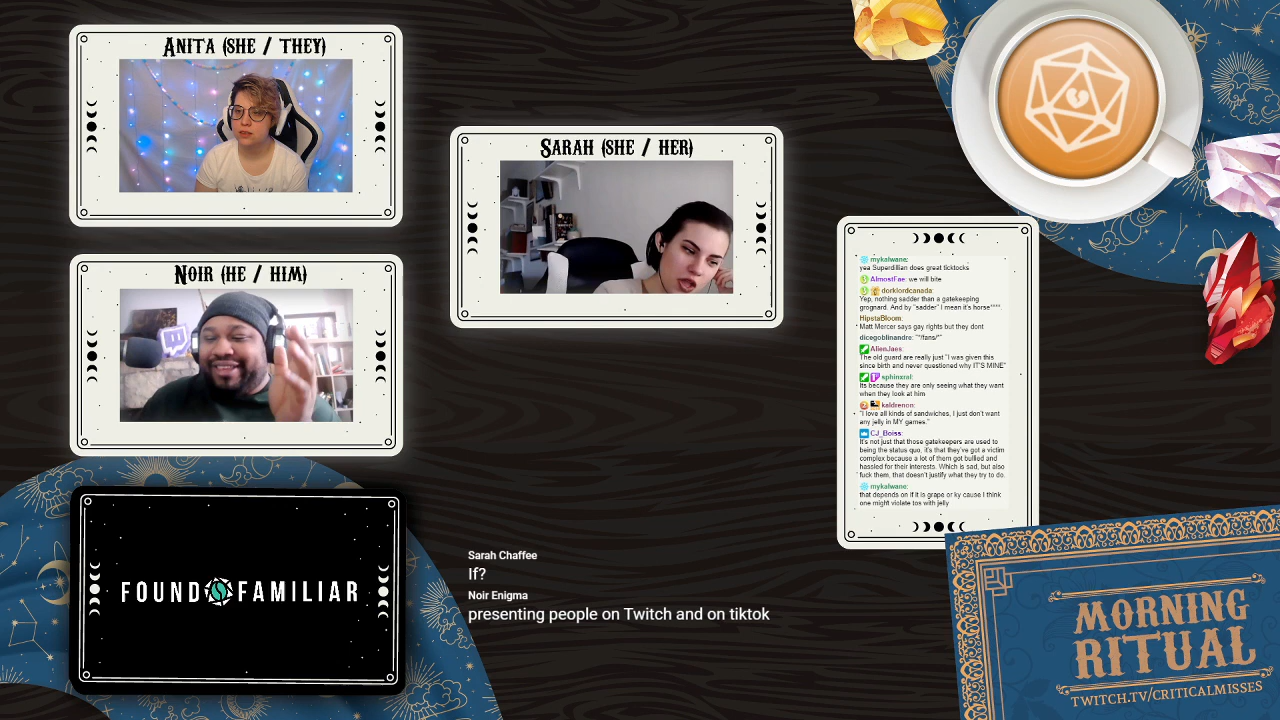 ANITA (SHE / THEY)
SARAH (SHE / HER)
NOIR (HE / HIM)
mykalwane:
yea Superdillian does great ticktocks
AlmostFae: we will bite
dorklordcanada:
Yep, nothing sadder than a gatekeeping
grognard. And by "sadder" I mean it's horse****
HipstaBloom:
Matt Mercer says gay rights but they dont
dicegoblinandre: "*/fans/*"
AlienJaes:
The old guard are really just "I was given this
since birth and never questioned why IT'S MINE"
sphinxral:
Its because they are only seeing what they want
when they look at him
kaldrenon:
"I love all kinds of sandwiches, I just don't want
any jelly in MY games."
CJ_Boiss:
It's not just that those gatekeepers are used to
being the status quo, it's that they've got a victim
complex because a lot of them got bullied and
hassled for their interests. Which is sad, but also
fuck them, that doesn't justify what they try to do.
mykalwane:
that depends on if it is grape or ky cause I think
one might violate tos with jelly
FOUND FAMILIAR
Sarah Chaffee
If?
Noir Enigma
presenting people on Twitch and on tiktok
MORNING
RITUAL
TWITCH.TV/CRITICALMISSES